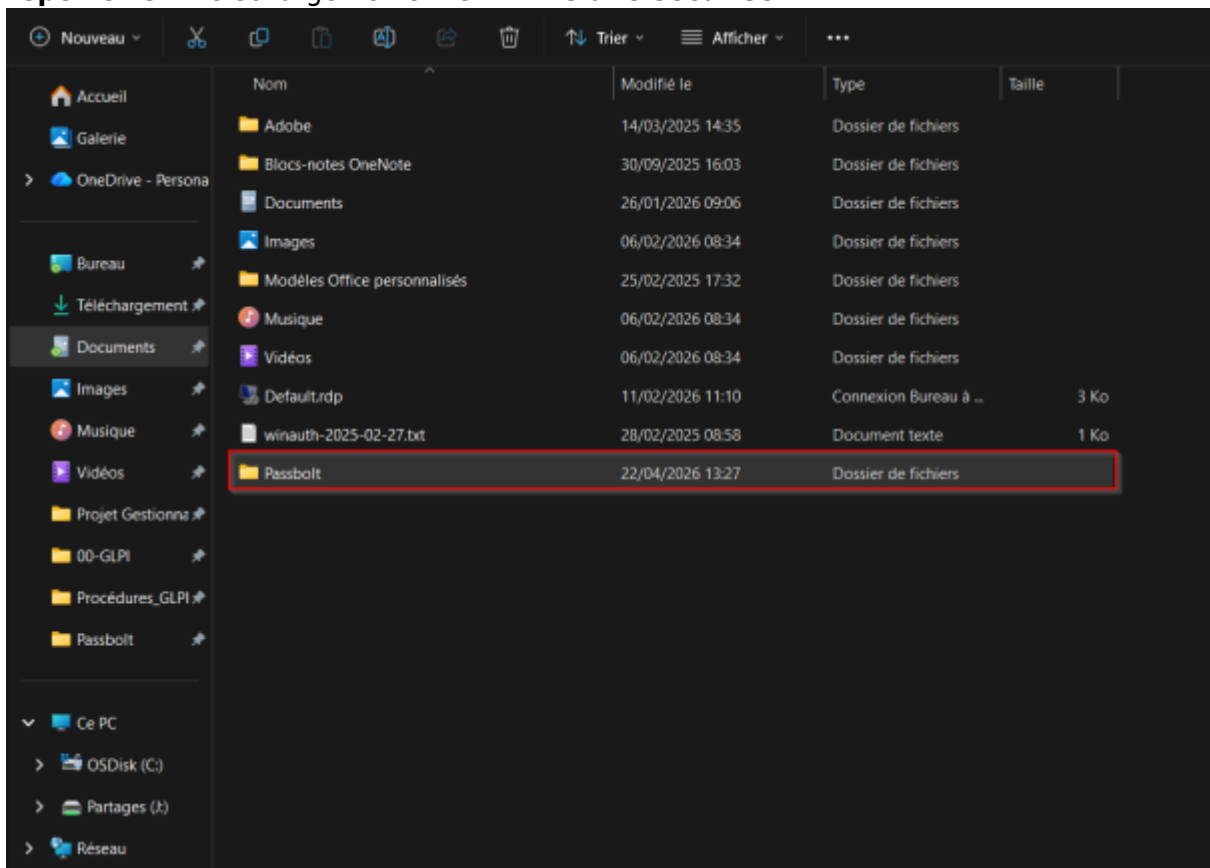 Nouveau
Trier
Afficher
Accueil
Galerie
OneDrive - Persona
Bureau
Téléchargement
Documents
Images
Musique
Vidéos
Projet Gestionna
00-GLPI
Procédures_GLPI
Passbolt
Ce PC
OSDisk (C:)
Partages (J:)
Réseau
Nom Modifié le Type Taille
Adobe 14/03/2025 14:35 Dossier de fichiers
Blocs-notes OneNote 30/09/2025 16:03 Dossier de fichiers
Documents 26/01/2026 09:06 Dossier de fichiers
Images 06/02/2026 08:34 Dossier de fichiers
Modèles Office personnalisés 25/02/2025 17:32 Dossier de fichiers
Musique 06/02/2026 08:34 Dossier de fichiers
Vidéos 06/02/2026 08:34 Dossier de fichiers
Default.rdp 11/02/2026 11:10 Connexion Bureau à ... 3 Ko
winauth-2025-02-27.txt 28/02/2025 08:58 Document texte 1 Ko
Passbolt 22/04/2026 13:27 Dossier de fichiers